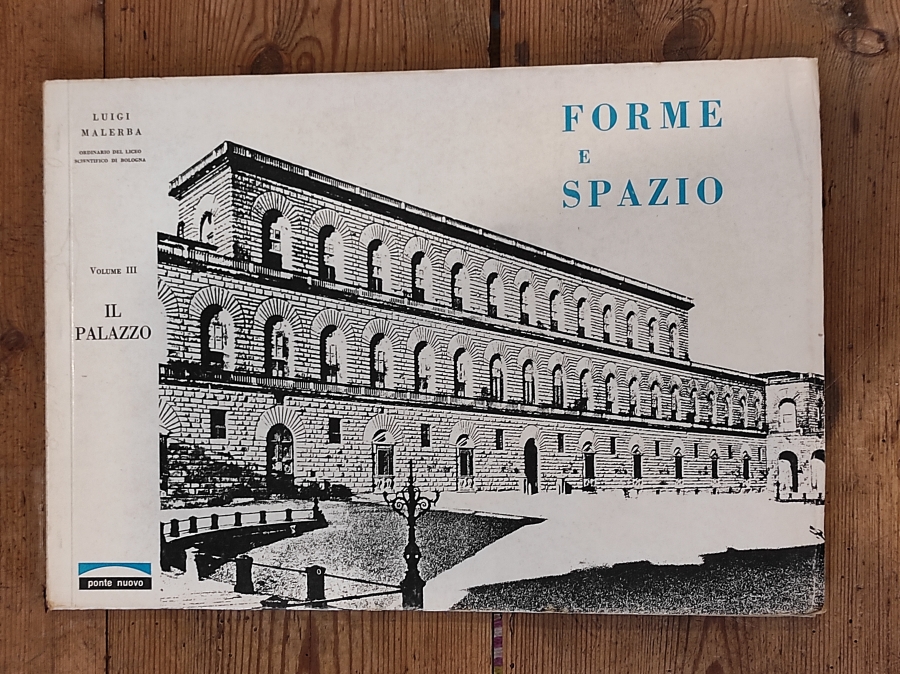 LUIGI
MALERBA
ORDINARIO DEL LICEO
SCIENTIFICO DI BOLOGNA
VOLUME III
IL
PALAZZO
ponte nuovo
FORME
E
SPAZIO